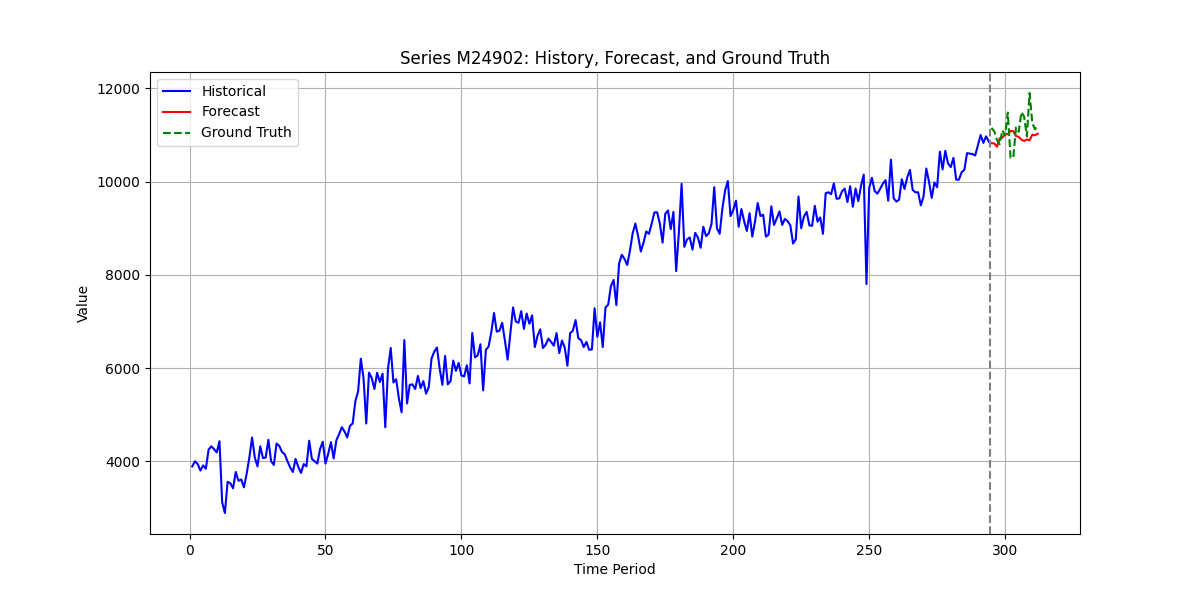 Series M24902: History, Forecast, and Ground Truth
Historical
Forecast
Ground Truth
12000
10000
8000
6000
4000
Value
0 50 100 150 200 250 300
Time Period